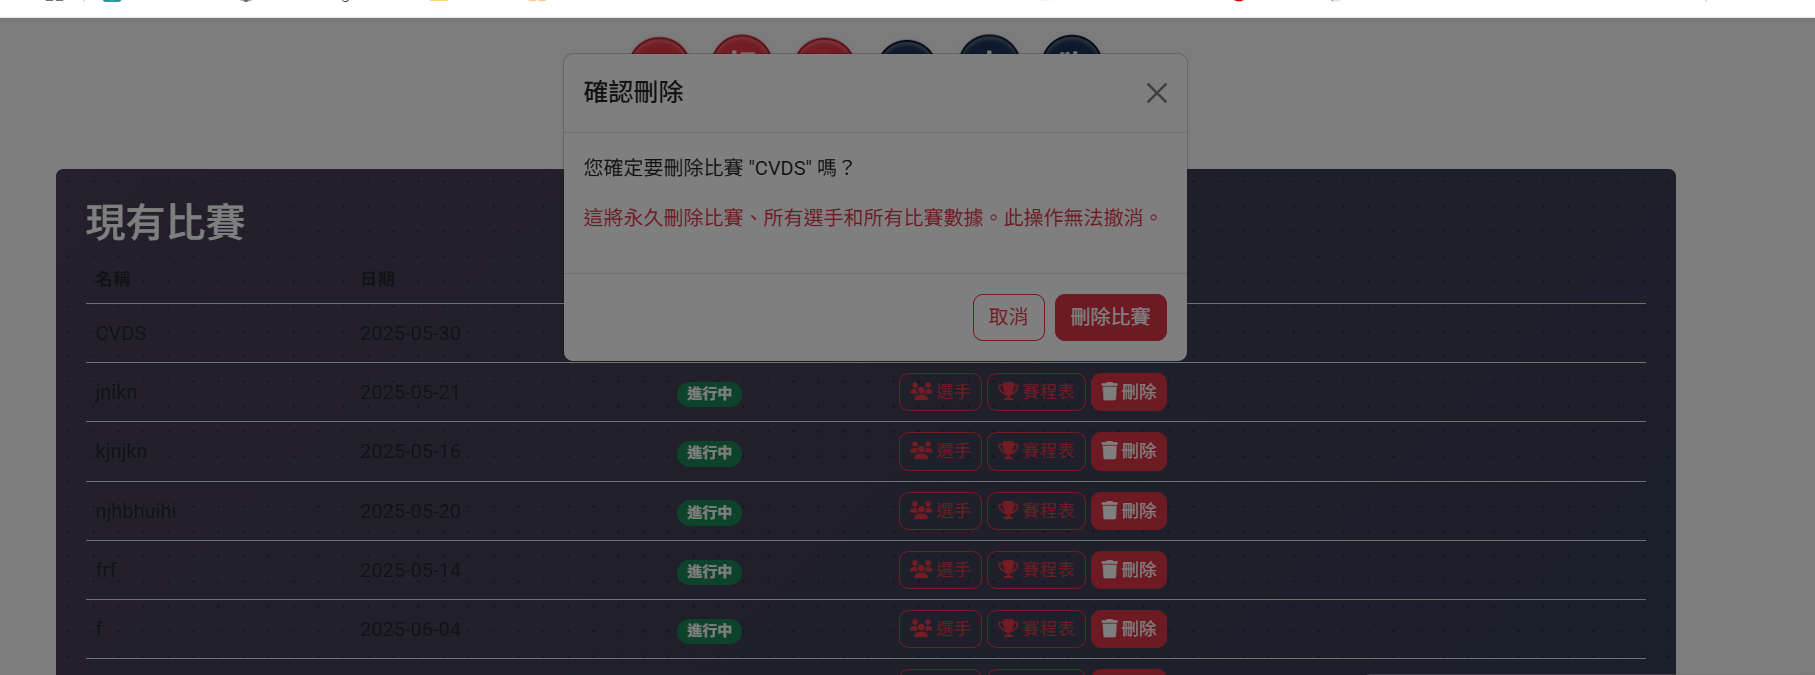 確認刪除
您確定要刪除比賽 "CVDS" 嗎？
這將永久刪除比賽、所有選手和所有比賽數據。此操作無法撤消。
取消 刪除比賽
現有比賽
名稱 日期
CVDS 2025-05-30
jnikn 2025-05-21 進行中 選手 賽程表 刪除
kjnjkn 2025-05-16 進行中 選手 賽程表 刪除
njhbhuihi 2025-05-20 進行中 選手 賽程表 刪除
frf 2025-05-14 進行中 選手 賽程表 刪除
f 2025-06-04 進行中 選手 賽程表 刪除